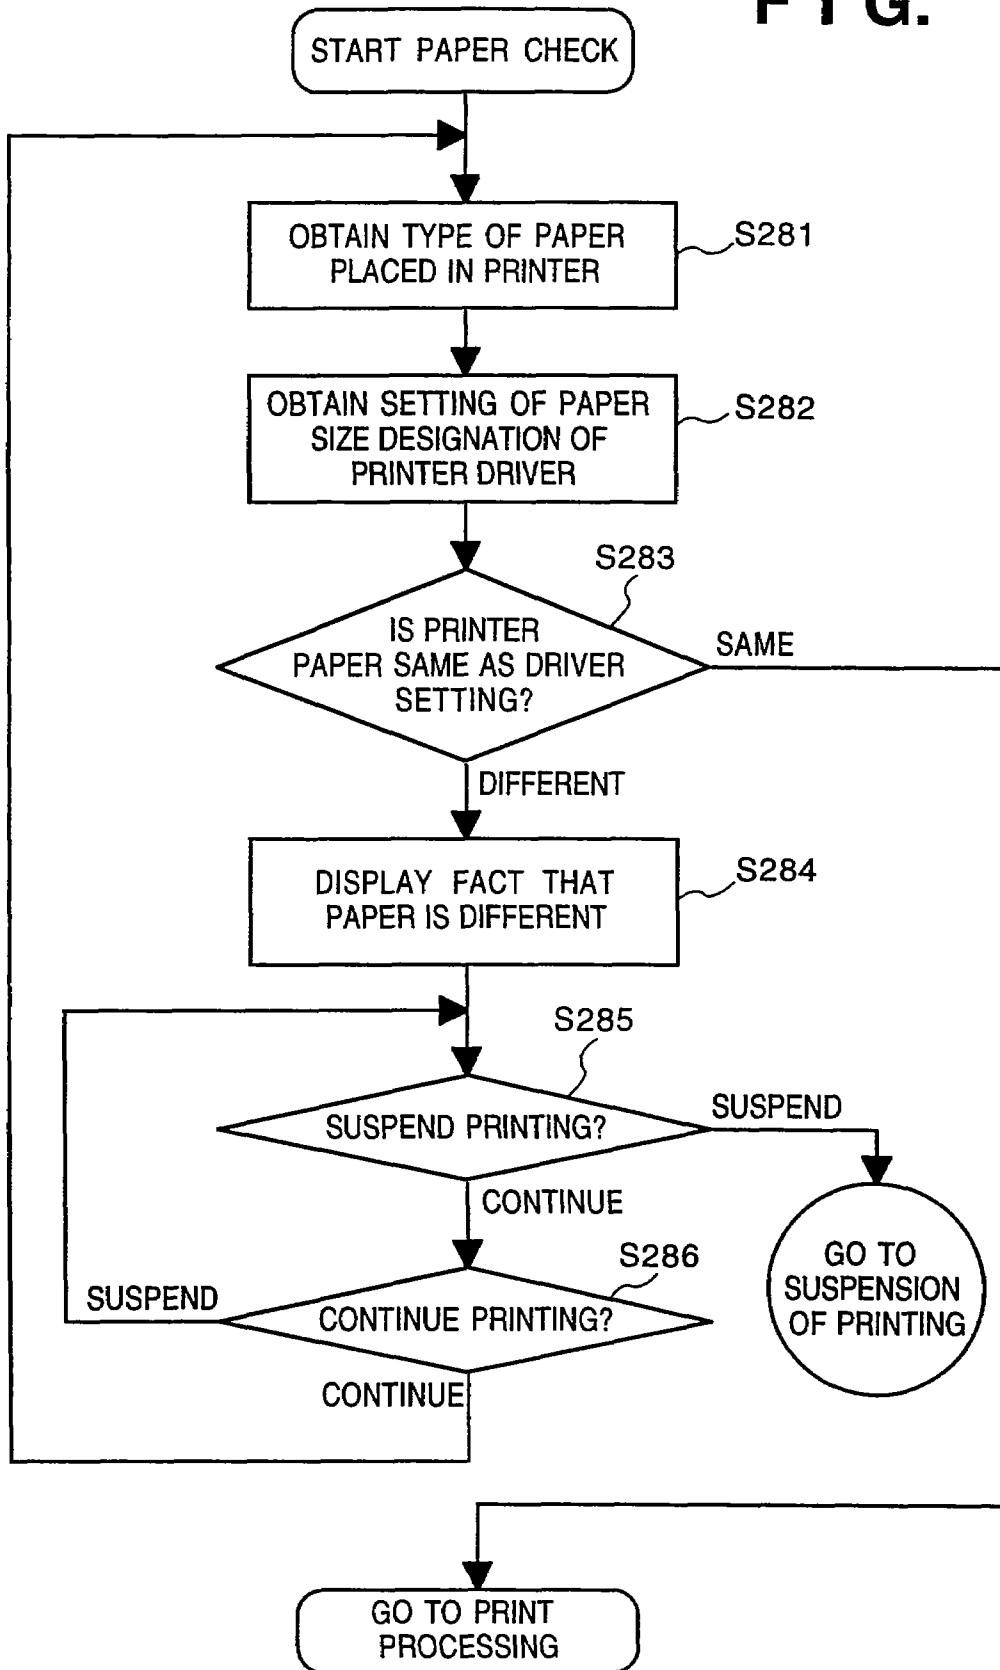 FIG.
START PAPER CHECK
OBTAIN TYPE OF PAPER
PLACED IN PRINTER
S281
OBTAIN SETTING OF PAPER
SIZE DESIGNATION OF
PRINTER DRIVER
S282
S283
IS PRINTER
PAPER SAME AS DRIVER
SETTING?
SAME
DIFFERENT
DISPLAY FACT THAT
PAPER IS DIFFERENT
S284
S285
SUSPEND PRINTING?
SUSPEND
CONTINUE
GO TO
SUSPENSION
OF PRINTING
S286
CONTINUE PRINTING?
SUSPEND
CONTINUE
GO TO PRINT
PROCESSING